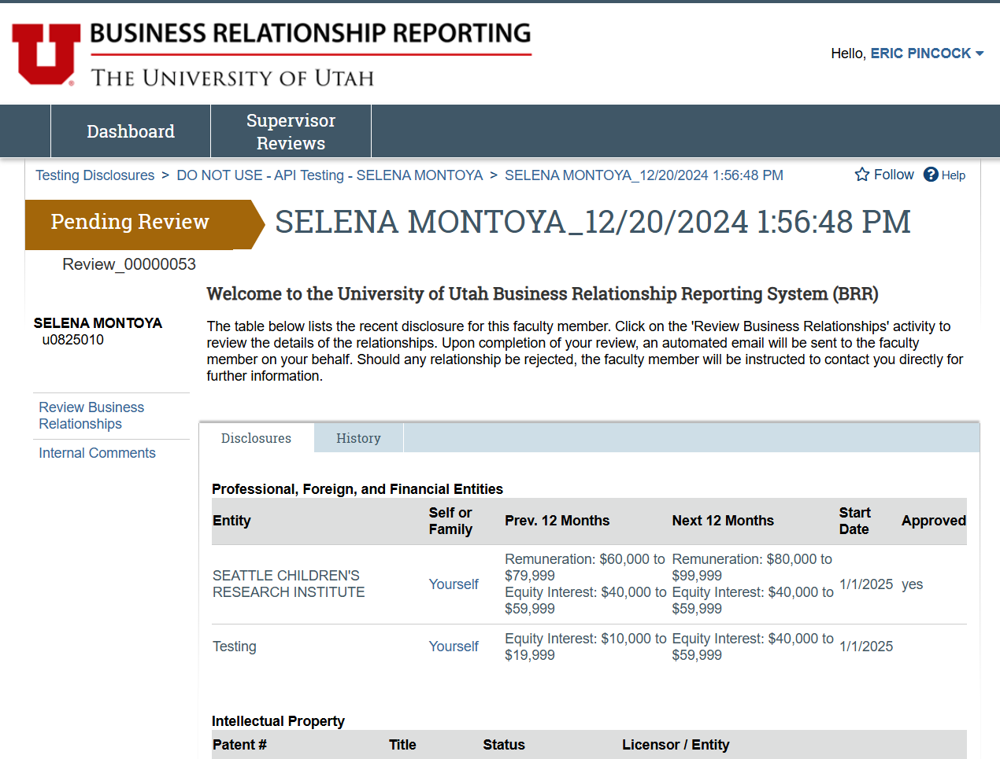 BUSINESS RELATIONSHIP REPORTING
THE UNIVERSITY OF UTAH
Hello, ERIC PINCOCK
Dashboard
Supervisor
Reviews
Testing Disclosures > DO NOT USE - API Testing - SELENA MONTOYA > SELENA MONTOYA_12/20/2024 1:56:48 PM
Follow
? Help
Pending Review
SELENA MONTOYA_12/20/2024 1:56:48 PM
Review_00000053
Welcome to the University of Utah Business Relationship Reporting System (BRR)
SELENA MONTOYA
u0825010
The table below lists the recent disclosure for this faculty member. Click on the 'Review Business Relationships' activity to
review the details of the relationships. Upon completion of your review, an automated email will be sent to the faculty
member on your behalf. Should any relationship be rejected, the faculty member will be instructed to contact you directly for
further information.
Review Business
Relationships
Internal Comments
Disclosures
History
Professional, Foreign, and Financial Entities
Entity
Self or
Family
Prev. 12 Months
Next 12 Months
Start
Date
Approved
SEATTLE CHILDREN'S
RESEARCH INSTITUTE
Yourself
Remuneration: $60,000 to
$79,999
Equity Interest: $40,000 to
$59,999
Remuneration: $80,000 to
$99,999
Equity Interest: $40,000 to
$59,999
1/1/2025
yes
Testing
Yourself
Equity Interest: $10,000 to
$19,999
Equity Interest: $40,000 to
$59,999
1/1/2025
Intellectual Property
Patent #
Title
Status
Licensor / Entity